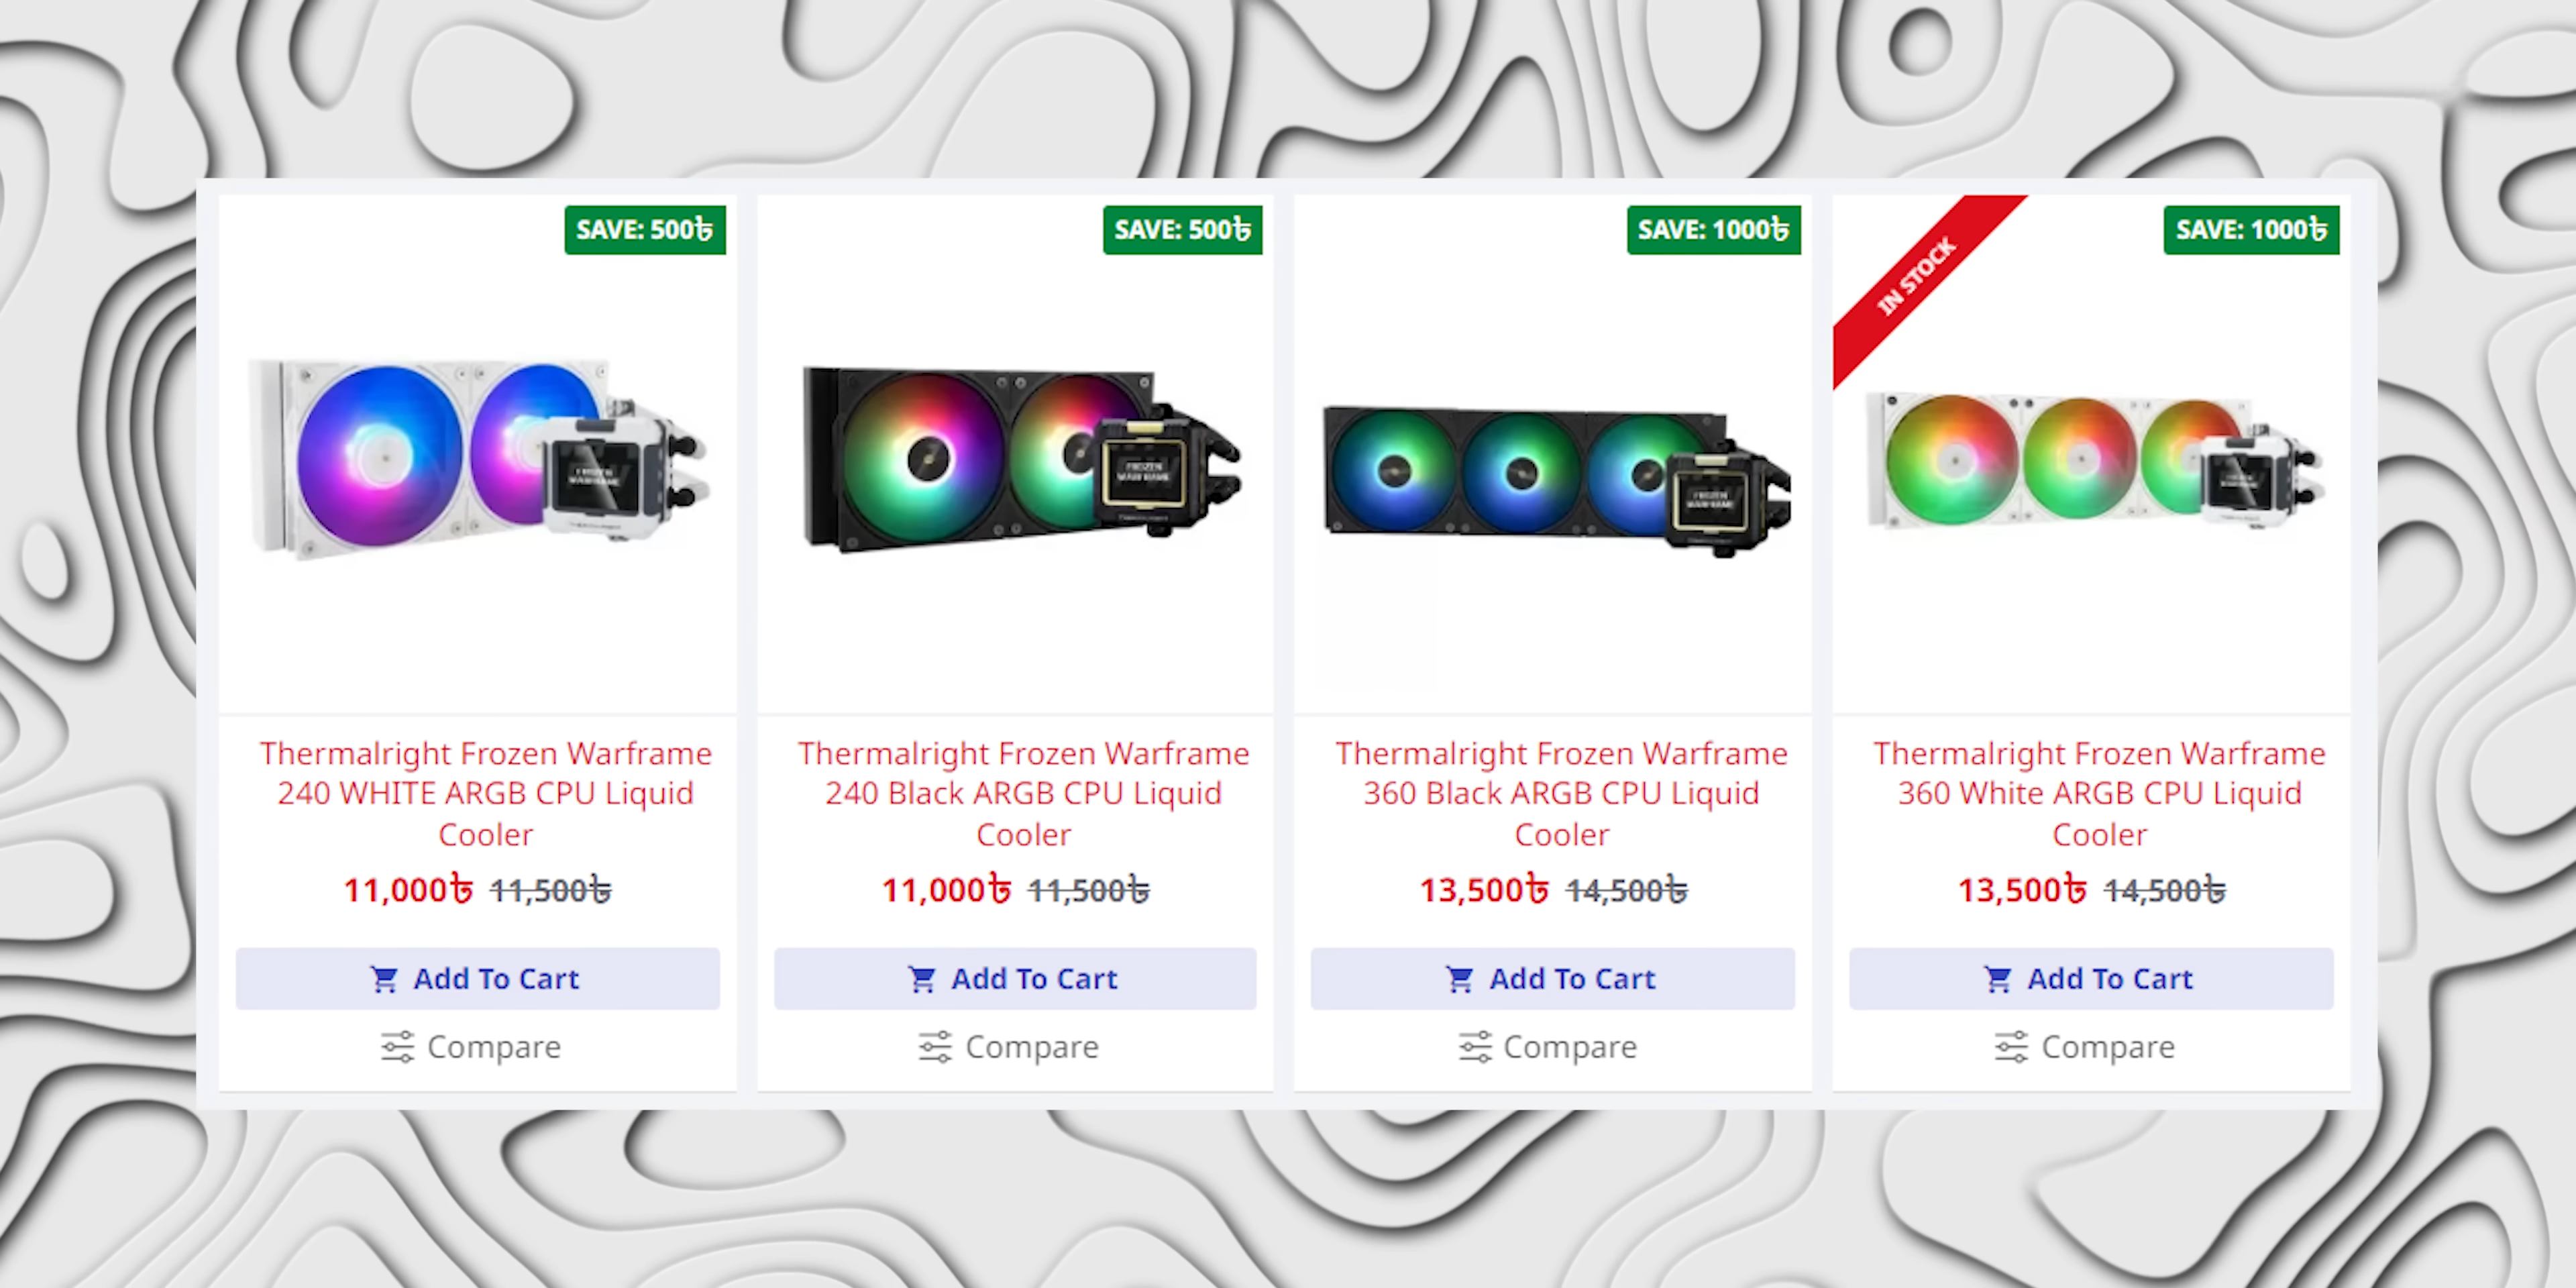 SAVE: 500৳
Thermalright Frozen Warframe
240 WHITE ARGB CPU Liquid
Cooler
11,000৳ 11,500৳
Add To Cart
Compare
SAVE: 500৳
FROZEN
WARFRAME
Thermalright Frozen Warframe
240 Black ARGB CPU Liquid
Cooler
11,000৳ 11,500৳
Add To Cart
Compare
SAVE: 1000৳
FROZEN
WARFRAME
Thermalright Frozen Warframe
360 Black ARGB CPU Liquid
Cooler
13,500৳ 14,500৳
Add To Cart
Compare
IN STOCK
SAVE: 1000৳
Thermalright Frozen Warframe
360 White ARGB CPU Liquid
Cooler
13,500৳ 14,500৳
Add To Cart
Compare